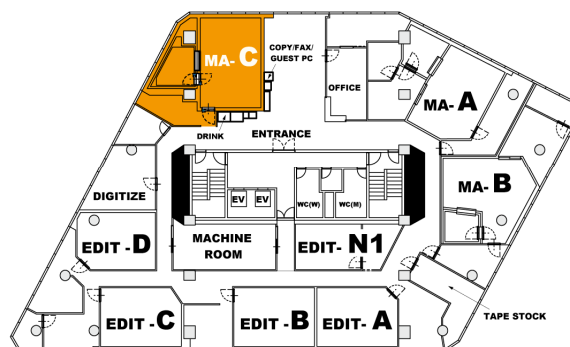 COPY/FAX/
GUEST PC
MA- C
OFFICE
MA- A
DRINK
ENTRANCE
MA- B
DIGITIZE
EV
EV
WC(W)
WC(M)
EDIT -D
MACHINE
ROOM
EDIT- N1
TAPE STOCK
EDIT -C
EDIT -B
EDIT- A